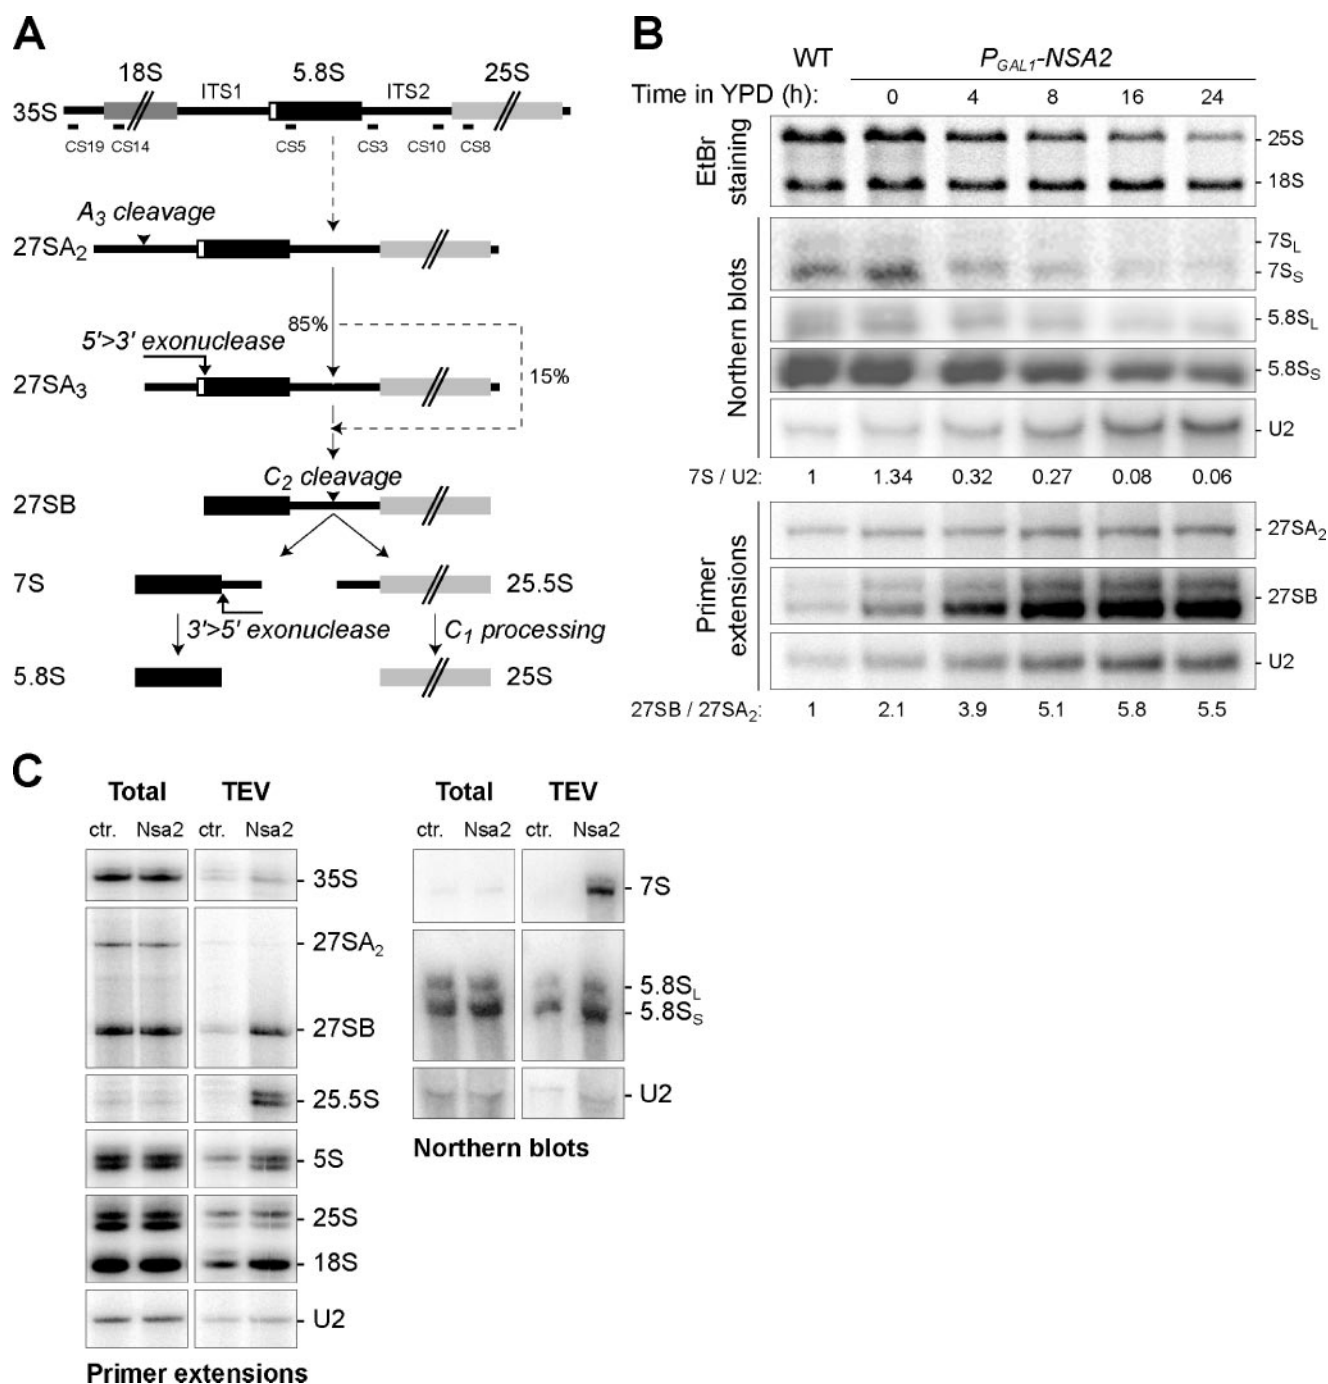 A
18S
5.8S
25S
ITS1
ITS2
35S
CS19
CS14
CS5
CS3
CS10
CS8
A3 cleavage
27SA2
85%
5'>3' exonuclease
15%
27SA3
C2 cleavage
27SB
7S
25.5S
3'>5' exonuclease
C1 processing
5.8S
25S
B
WT
PGAL1-NSA2
Time in YPD (h):
0
4
8
16
24
EtBr
staining
25S
18S
Northern blots
7SL
7SS
5.8SL
5.8SS
U2
7S / U2:
1
1.34
0.32
0.27
0.08
0.06
Primer
extensions
27SA2
27SB
U2
27SB / 27SA2:
1
2.1
3.9
5.1
5.8
5.5
C
Total
TEV
ctr.
Nsa2
ctr.
Nsa2
35S
27SA2
27SB
25.5S
5S
25S
18S
U2
Primer extensions
Total
TEV
ctr.
Nsa2
ctr.
Nsa2
7S
5.8SL
5.8SS
U2
Northern blots